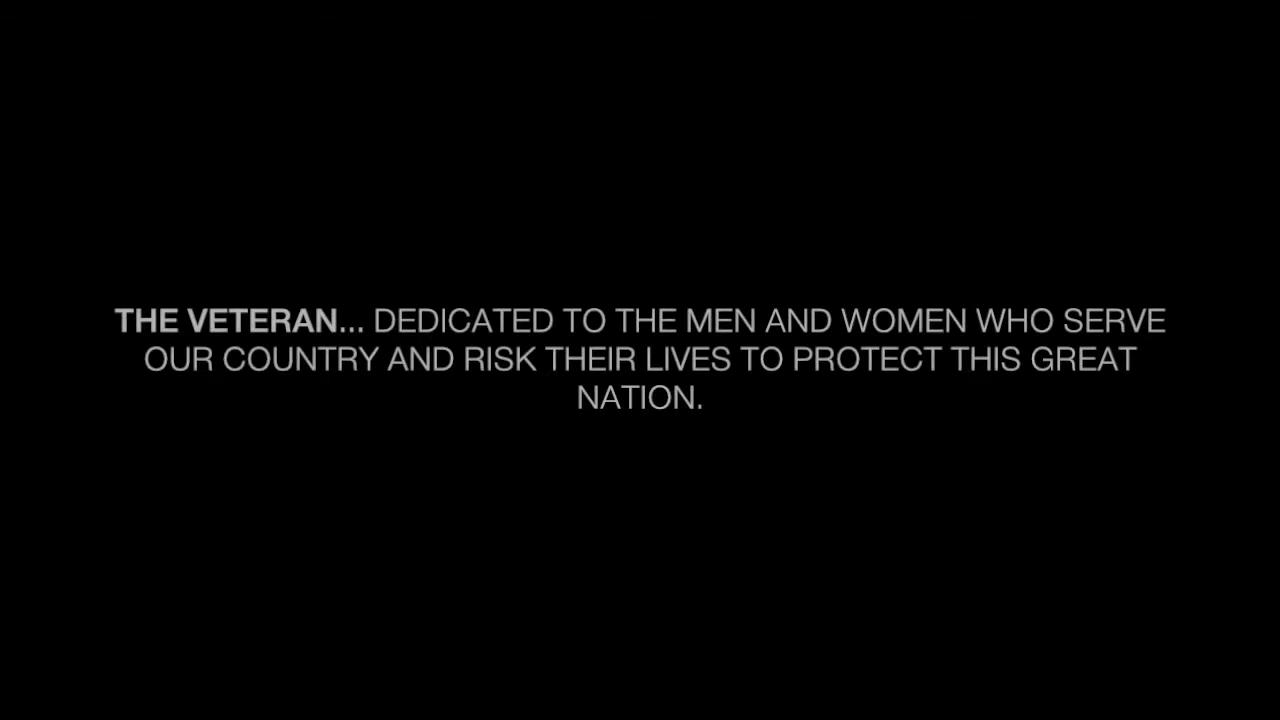 THE VETERAN... DEDICATED TO THE MEN AND WOMEN WHO SERVE
OUR COUNTRY AND RISK THEIR LIVES TO PROTECT THIS GREAT
NATION.